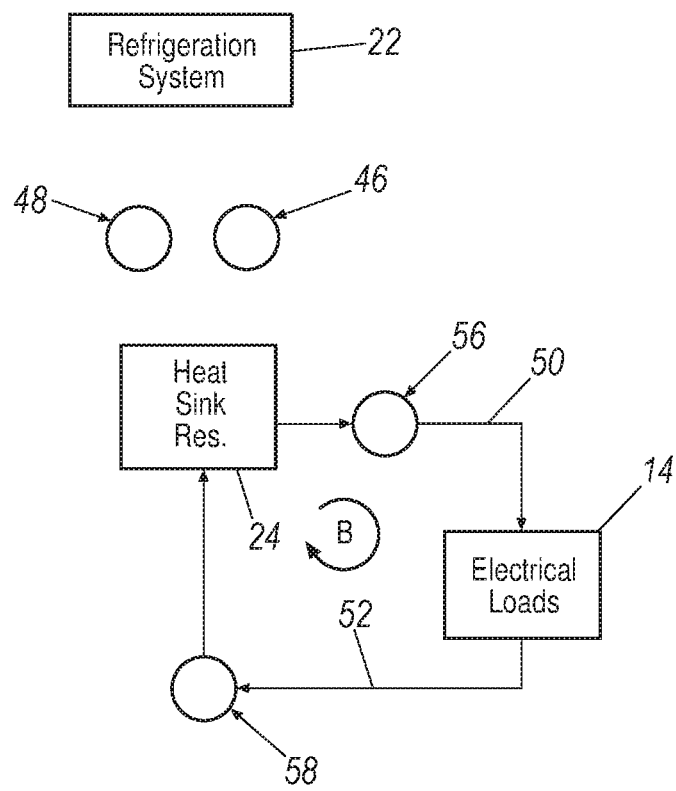 Refrigeration
System
22
48
46
56
50
Heat
Sink
Res.
14
24
B
Electrical
Loads
52
58